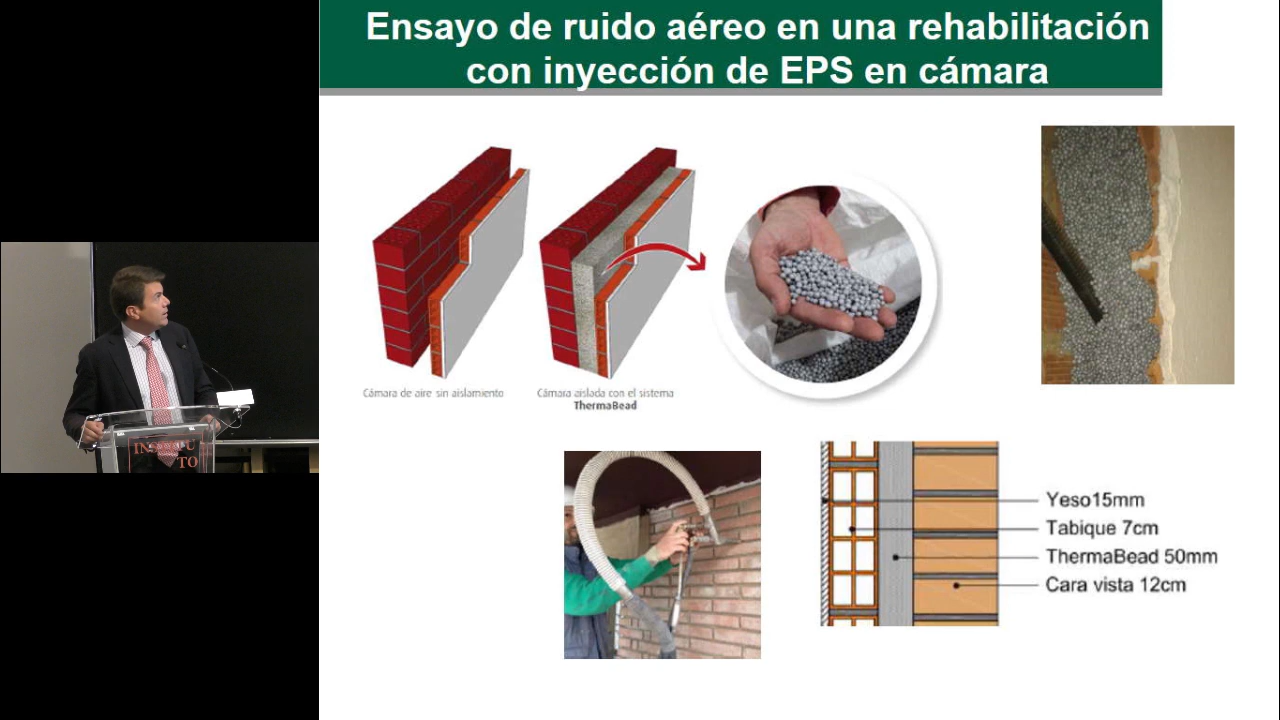 Ensayo de ruido aéreo en una rehabilitación
con inyección de EPS en cámara
Cámara de aire sin aislamiento
Cámara aislada con el sistema
ThermaBead
Yeso15mm
Tabique 7cm
ThermaBead 50mm
Cara vista 12cm
TO